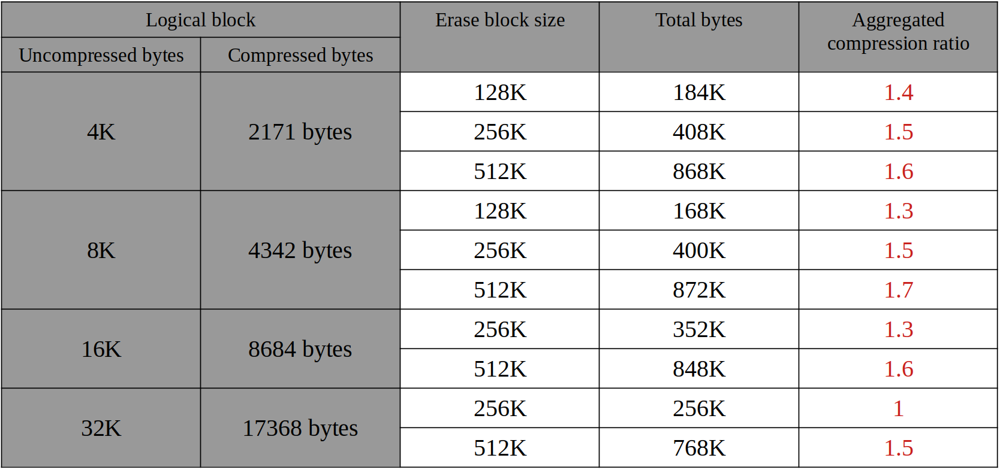 Logical block
Erase block size
Total bytes
Aggregated
compression ratio
Uncompressed bytes
Compressed bytes
4K
2171 bytes
128K
184K
1.4
256K
408K
1.5
512K
868K
1.6
8K
4342 bytes
128K
168K
1.3
256K
400K
1.5
512K
872K
1.7
16K
8684 bytes
256K
352K
1.3
512K
848K
1.6
32K
17368 bytes
256K
256K
1
512K
768K
1.5